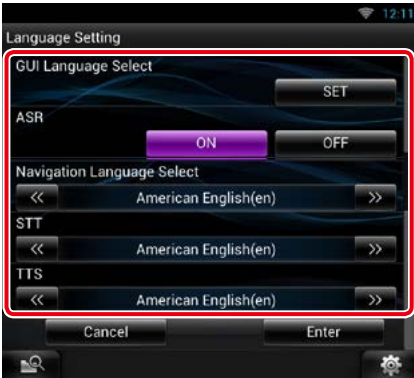 12:11
Language Setting
GUI Language Select
SET
ASR
ON OFF
Navigation Language Select
<< American English(en) >>
STT
<< American English(en) >>
TTS
<< American English(en) >>
Cancel Enter